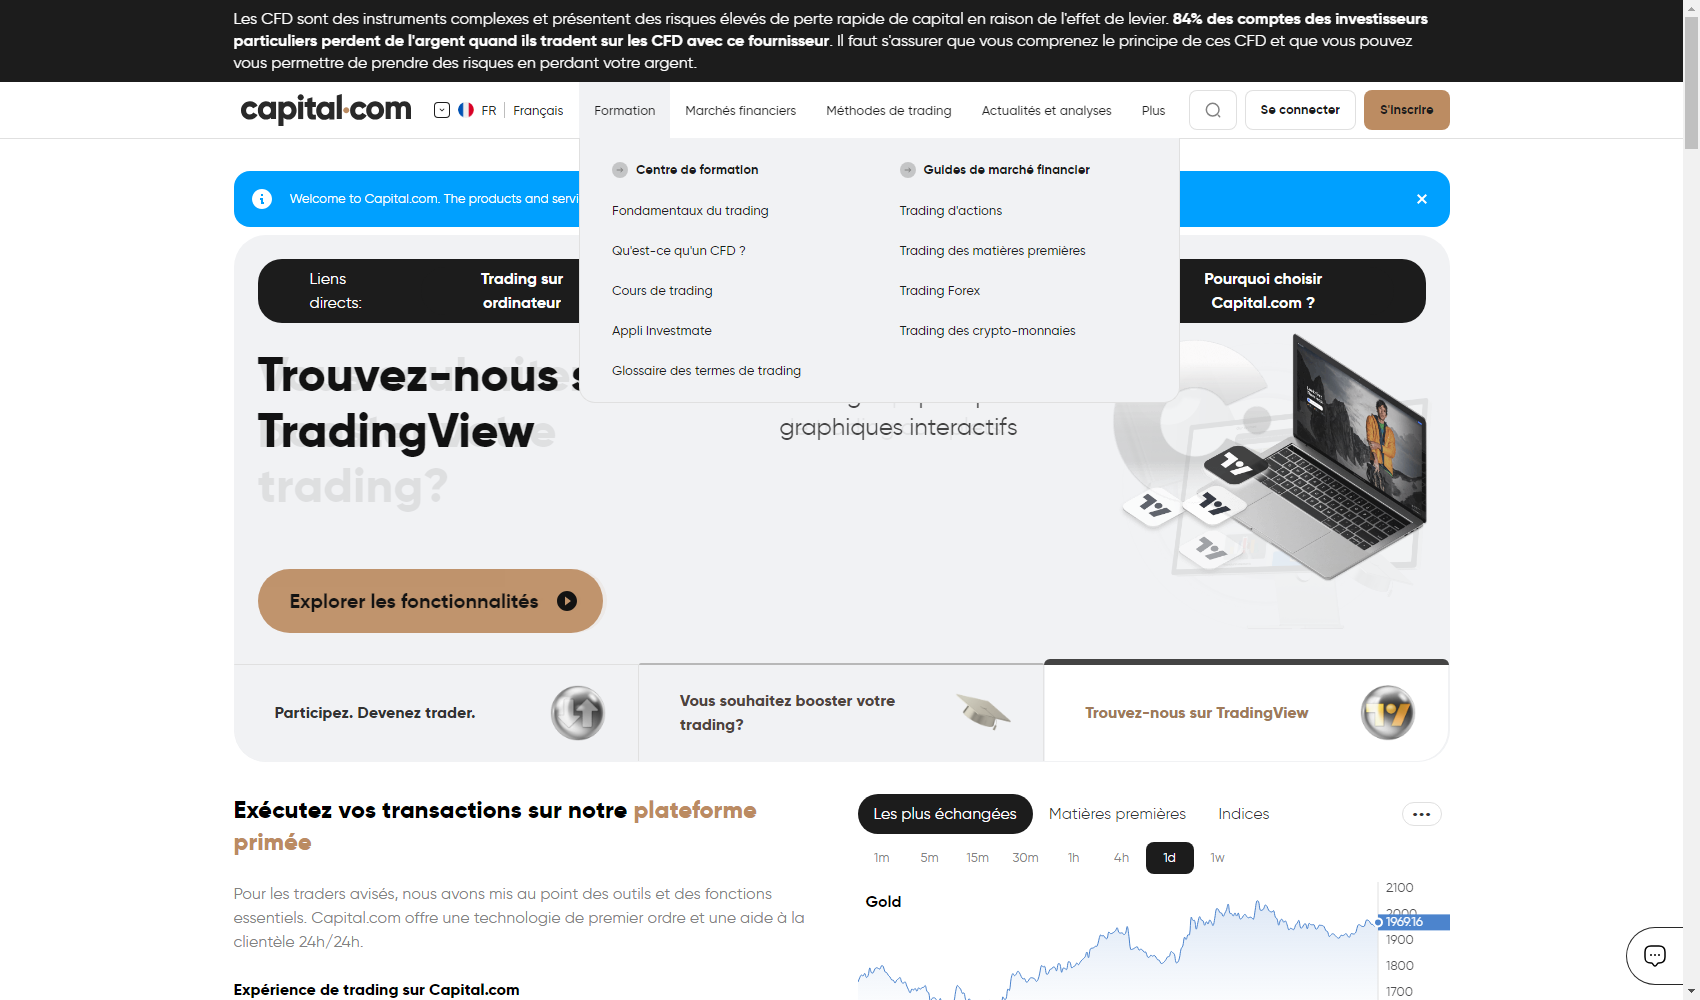 Les CFD sont des instruments complexes et présentent des risques élevés de perte rapide de capital en raison de l'effet de levier. 84% des comptes des investisseurs
particuliers perdent de l'argent quand ils tradent sur les CFD avec ce fournisseur. Il faut s'assurer que vous comprenez le principe de ces CFD et que vous pouvez
vous permettre de prendre des risques en perdant votre argent.
capital.com FR Français Formation Marchés financiers Méthodes de trading Actualités et analyses Plus Se connecter S'inscrire
Centre de formation
Fondamentaux du trading
Qu'est-ce qu'un CFD ?
Cours de trading
Appli Investmate
Glossaire des termes de trading
Guides de marché financier
Trading d'actions
Trading des matières premières
Trading Forex
Trading des crypto-monnaies
Welcome to Capital.com. The products and servi
Liens
directs:
Trading sur
ordinateur
Pourquoi choisir
Capital.com ?
Trouvez-nous s
TradingView
trading?
graphiques interactifs
Explorer les fonctionnalités
Participez. Devenez trader.
Vous souhaitez booster votre
trading?
Trouvez-nous sur TradingView
Exécutez vos transactions sur notre plateforme
primée
Pour les traders avisés, nous avons mis au point des outils et des fonctions
essentiels. Capital.com offre une technologie de premier ordre et une aide à la
clientèle 24h/24h.
Expérience de trading sur Capital.com
Les plus échangées Matières premières Indices
1m 5m 15m 30m 1h 4h 1d 1w
Gold
2100
2000
1969.16
1900
1800
1700